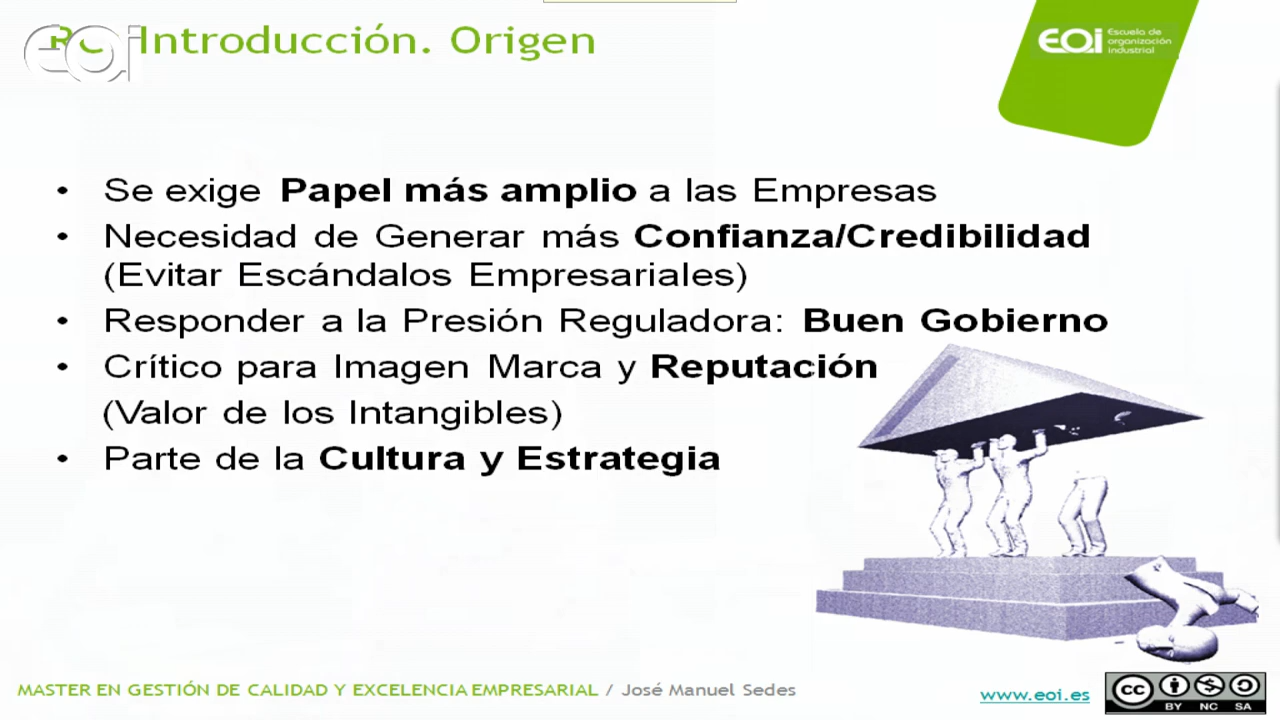 eoi
Introducción. Origen
EOI Escuela de
organización
industrial
• Se exige Papel más amplio a las Empresas
• Necesidad de Generar más Confianza/Credibilidad
(Evitar Escándalos Empresariales)
• Responder a la Presión Reguladora: Buen Gobierno
• Crítico para Imagen Marca y Reputación
(Valor de los Intangibles)
• Parte de la Cultura y Estrategia
MASTER EN GESTIÓN DE CALIDAD Y EXCELENCIA EMPRESARIAL / José Manuel Sedes
www.eoi.es
cc
BY NC SA